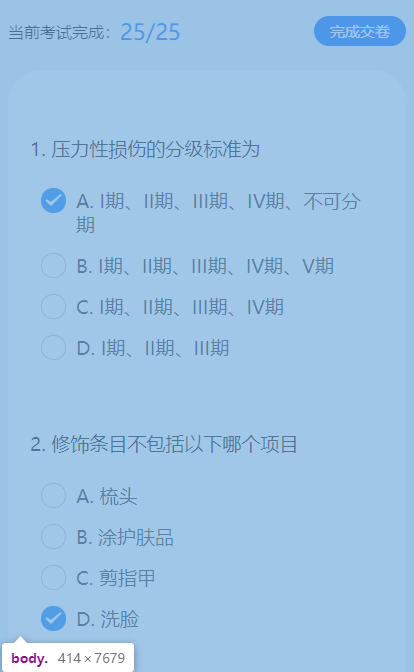 当前考试完成：25/25
完成交卷
1. 压力性损伤的分级标准为
A. I期、II期、III期、IV期、不可分
期
B. I期、II期、III期、IV期、V期
C. I期、II期、III期、IV期
D. I期、II期、III期
2. 修饰条目不包括以下哪个项目
A. 梳头
B. 涂护肤品
C. 剪指甲
D. 洗脸
body. 414 × 7679